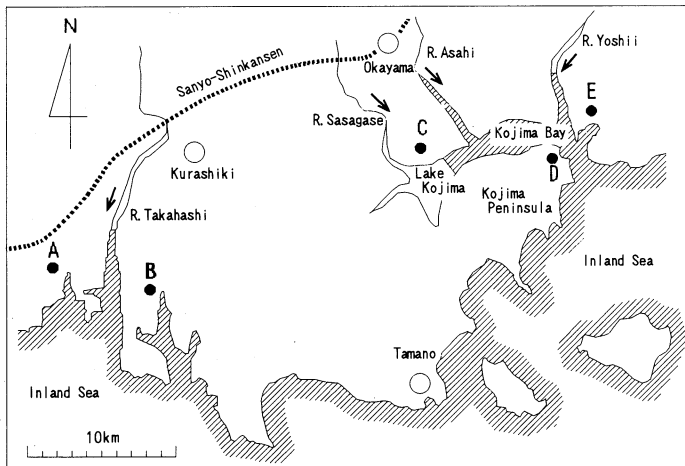 N
Sanyo-Shinkansen
Okayama
R. Asahi
R. Yoshii
R. Sasagase
C
E
Kojima Bay
D
Kurashiki
Lake
Kojima
Kojima
Peninsula
R. Takahashi
A
B
Inland Sea
Tamano
Inland Sea
10km